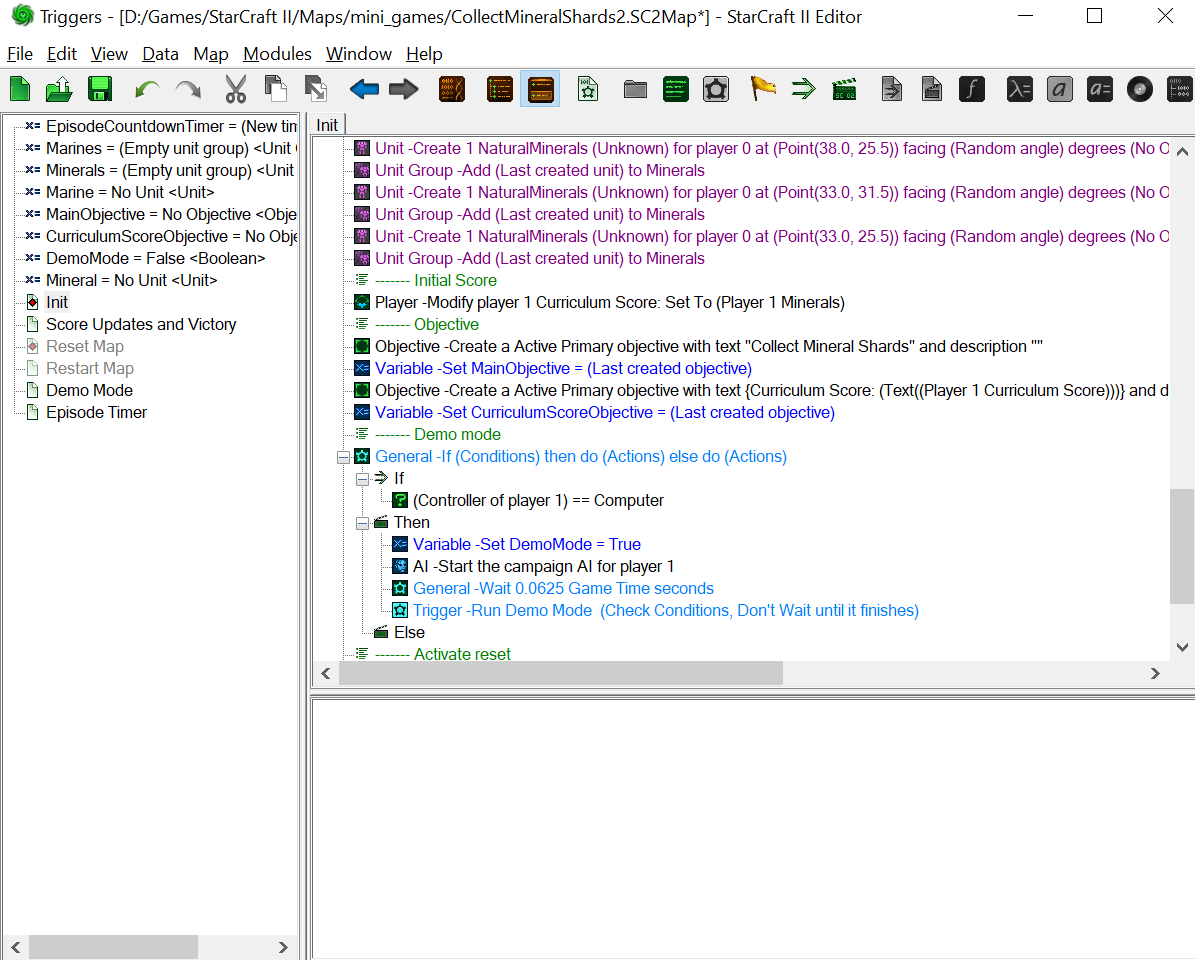 Triggers - [D:/Games/StarCraft II/Maps/mini_games/CollectMineralShards2.SC2Map*] - StarCraft II Editor
File Edit View Data Map Modules Window Help
EpisodeCountdownTimer = (New tim
Marines = (Empty unit group) <Unit
Minerals = (Empty unit group) <Unit
Marine = No Unit <Unit>
MainObjective = No Objective <Obje
CurriculumScoreObjective = No Obje
DemoMode = False <Boolean>
Mineral = No Unit <Unit>
Init
Score Updates and Victory
Reset Map
Restart Map
Demo Mode
Episode Timer
Init
Unit -Create 1 NaturalMinerals (Unknown) for player 0 at (Point(38.0, 25.5)) facing (Random angle) degrees (No O
Unit Group -Add (Last created unit) to Minerals
Unit -Create 1 NaturalMinerals (Unknown) for player 0 at (Point(33.0, 31.5)) facing (Random angle) degrees (No O
Unit Group -Add (Last created unit) to Minerals
Unit -Create 1 NaturalMinerals (Unknown) for player 0 at (Point(33.0, 25.5)) facing (Random angle) degrees (No O
Unit Group -Add (Last created unit) to Minerals
------- Initial Score
Player -Modify player 1 Curriculum Score: Set To (Player 1 Minerals)
------- Objective
Objective -Create a Active Primary objective with text "Collect Mineral Shards" and description ""
Variable -Set MainObjective = (Last created objective)
Objective -Create a Active Primary objective with text {Curriculum Score: (Text((Player 1 Curriculum Score)))} and d
Variable -Set CurriculumScoreObjective = (Last created objective)
------- Demo mode
General -If (Conditions) then do (Actions) else do (Actions)
If
(Controller of player 1) == Computer
Then
Variable -Set DemoMode = True
AI -Start the campaign AI for player 1
General -Wait 0.0625 Game Time seconds
Trigger -Run Demo Mode  (Check Conditions, Don't Wait until it finishes)
Else
------- Activate reset